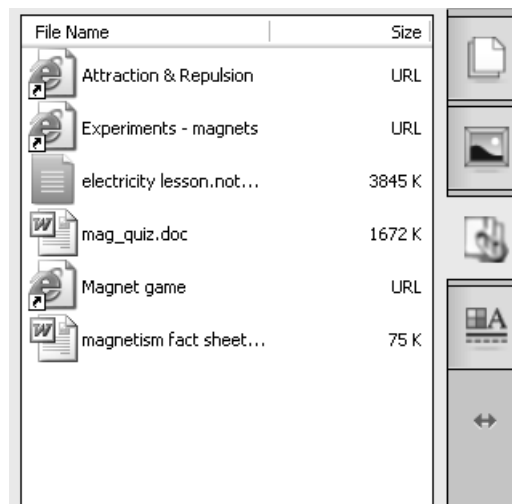 File Name Size
Attraction & Repulsion URL
Experiments - magnets URL
electricity lesson.not... 3845 K
mag_quiz.doc 1672 K
Magnet game URL
magnetism fact sheet... 75 K